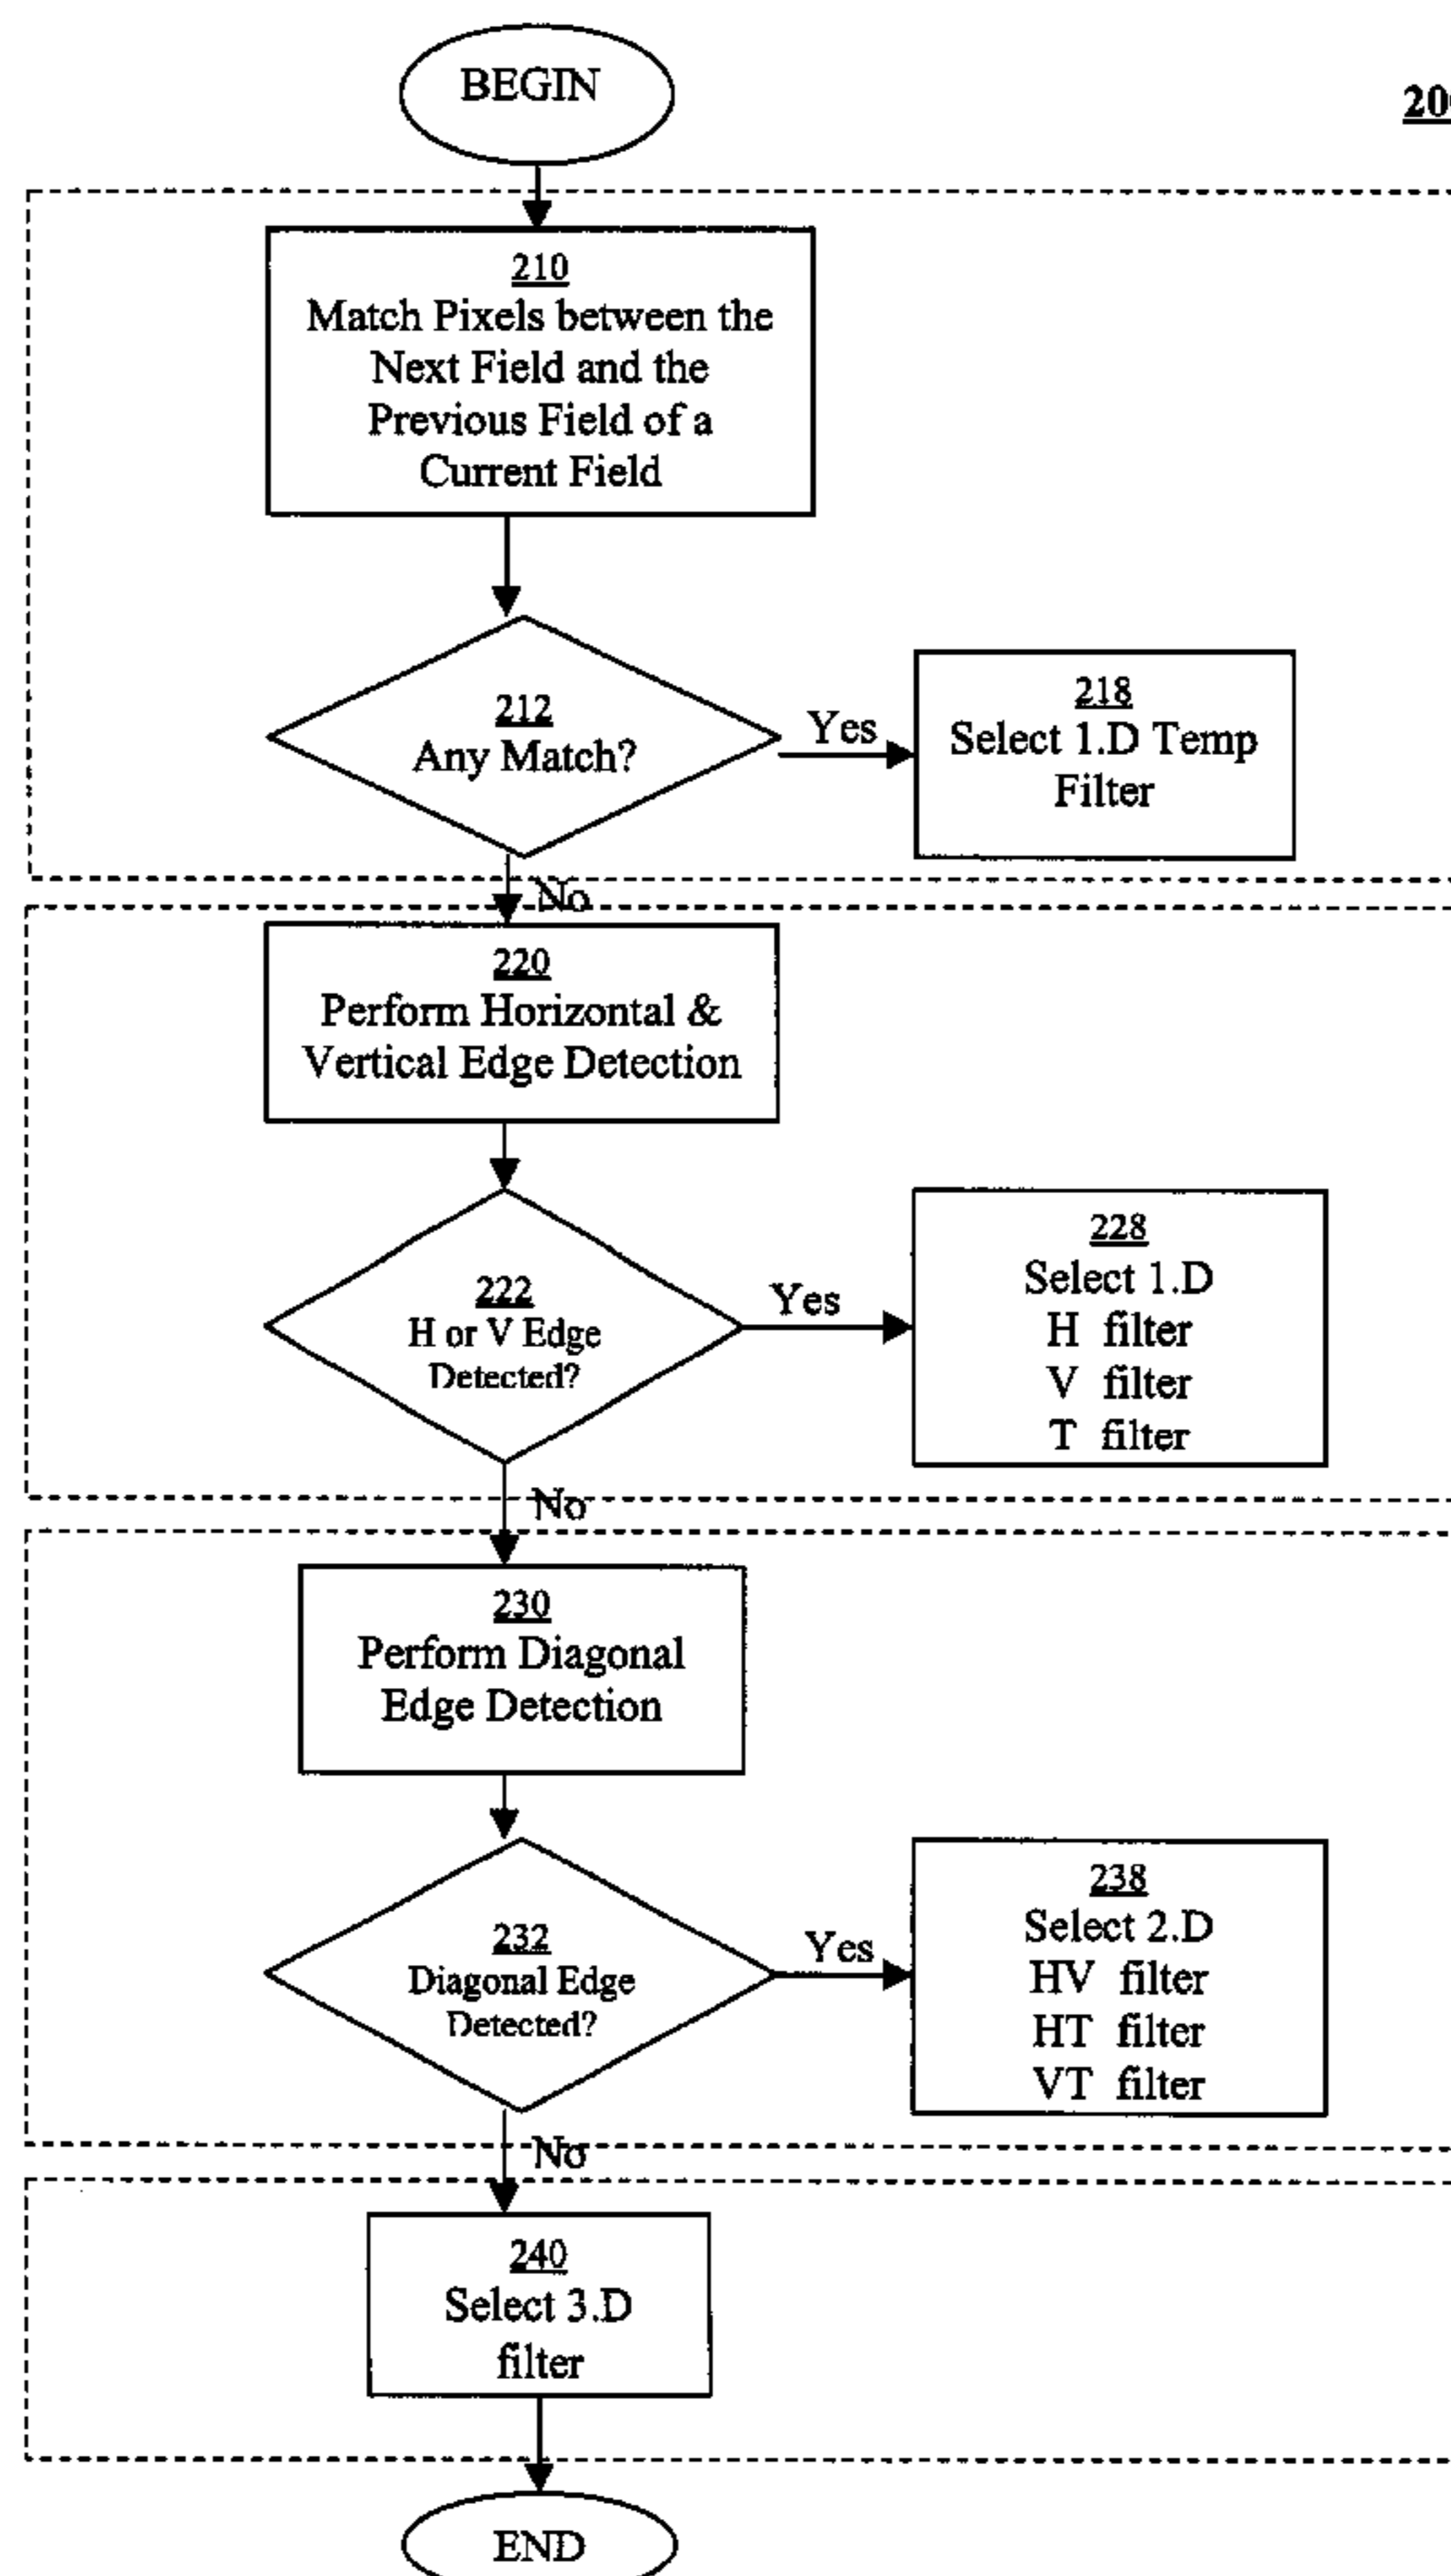 BEGIN
210
Match Pixels between the
Next Field and the
Previous Field of a
Current Field
212
Any Match?
Yes
218
Select 1.D Temp
Filter
No
220
Perform Horizontal &
Vertical Edge Detection
222
H or V Edge
Detected?
Yes
228
Select 1.D
H filter
V filter
T filter
No
230
Perform Diagonal
Edge Detection
232
Diagonal Edge
Detected?
Yes
238
Select 2.D
HV filter
HT filter
VT filter
No
240
Select 3.D
filter
END